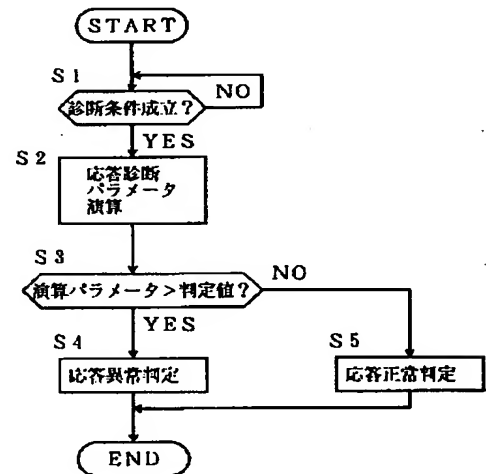 START
S1
NO
診断条件成立?
YES
S2
応答診断
パラメータ
演算
S3
NO
演算パラメータ>判定値?
YES
S4
S5
応答異常判定
応答正常判定
END